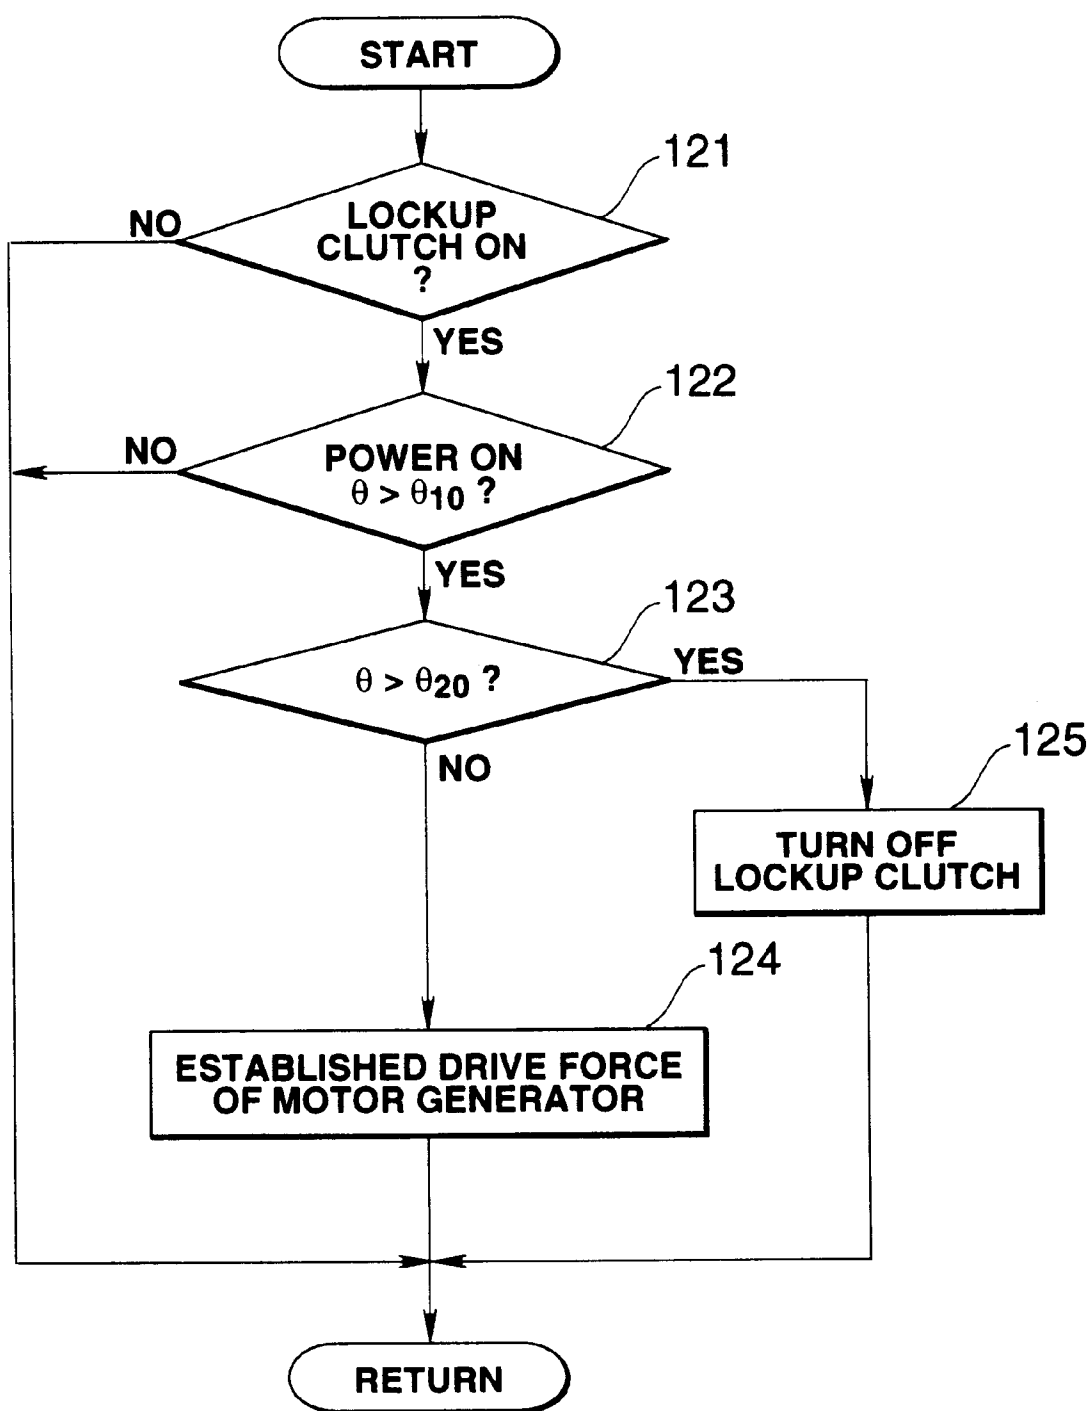 START
121
LOCKUP
CLUTCH ON
?
NO
YES
122
POWER ON
θ > θ10 ?
NO
YES
123
θ > θ20 ?
YES
NO
125
TURN OFF
LOCKUP CLUTCH
124
ESTABLISHED DRIVE FORCE
OF MOTOR GENERATOR
RETURN